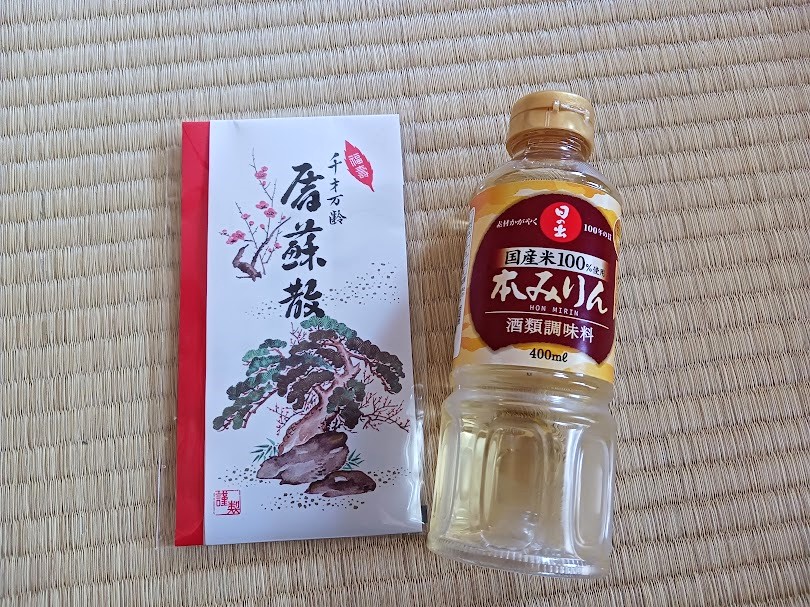 福壽
千才万齢
屠蘇散
謹製
素材かがやく
日の出
100年の日
国産米100%使用
本みりん
HON MIRIN
酒類調味料
400ml